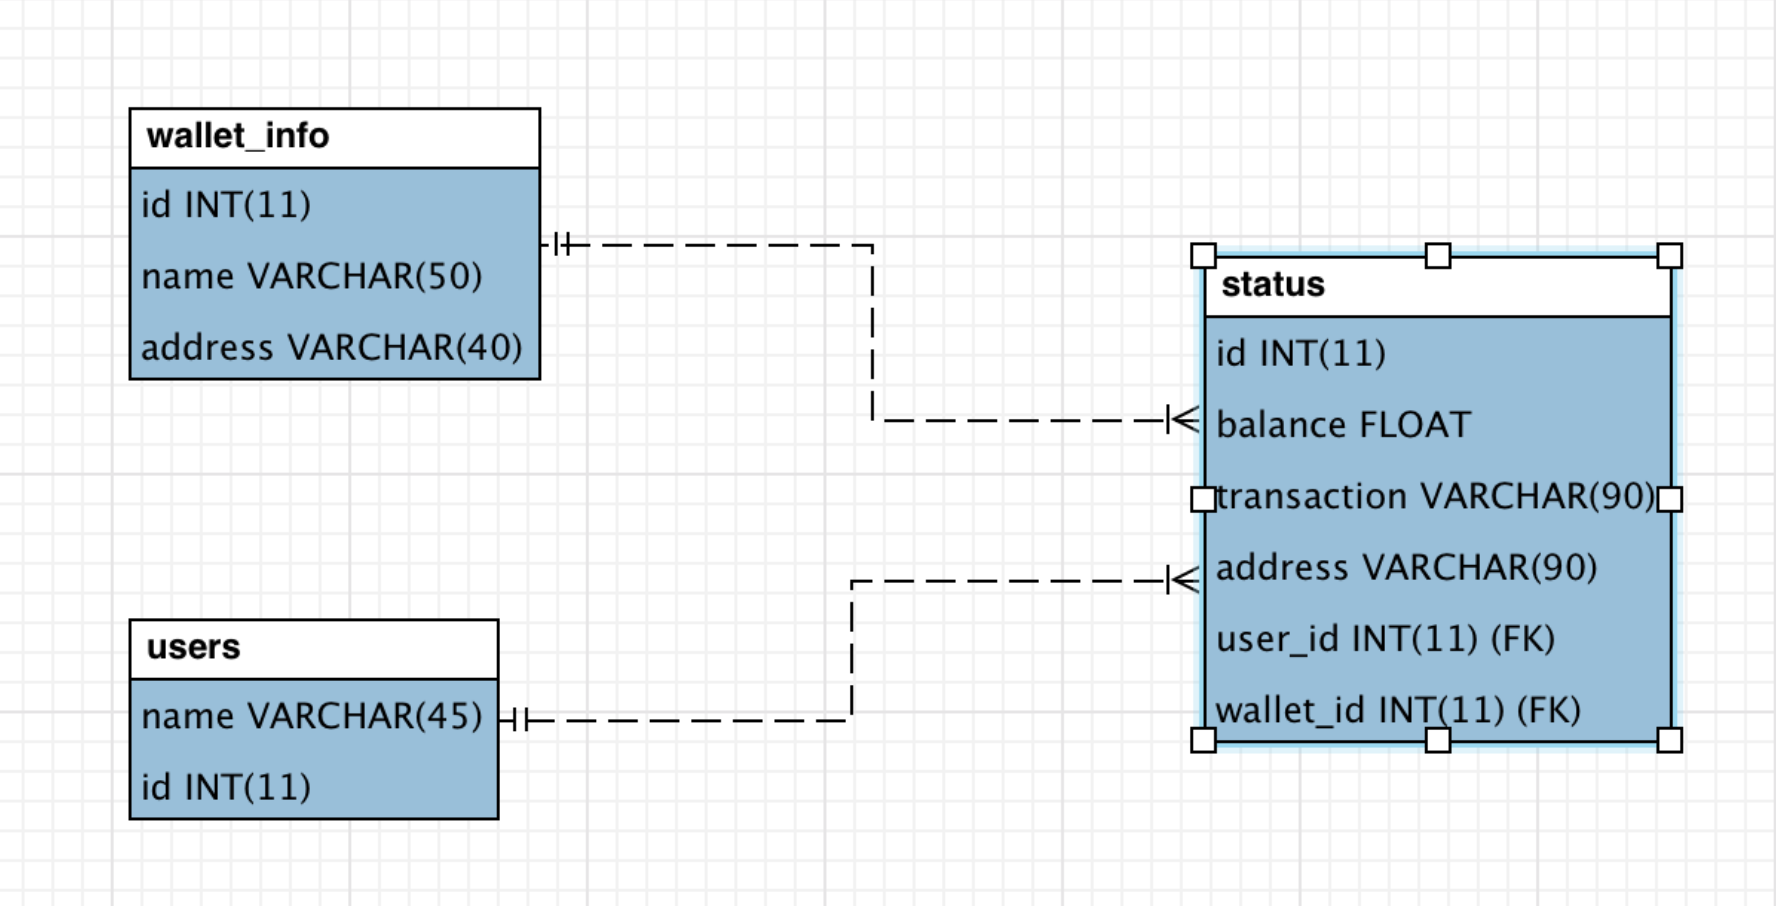 wallet_info
id INT(11)
name VARCHAR(50)
address VARCHAR(40)
users
name VARCHAR(45)
id INT(11)
status
id INT(11)
balance FLOAT
transaction VARCHAR(90)
address VARCHAR(90)
user_id INT(11) (FK)
wallet_id INT(11) (FK)